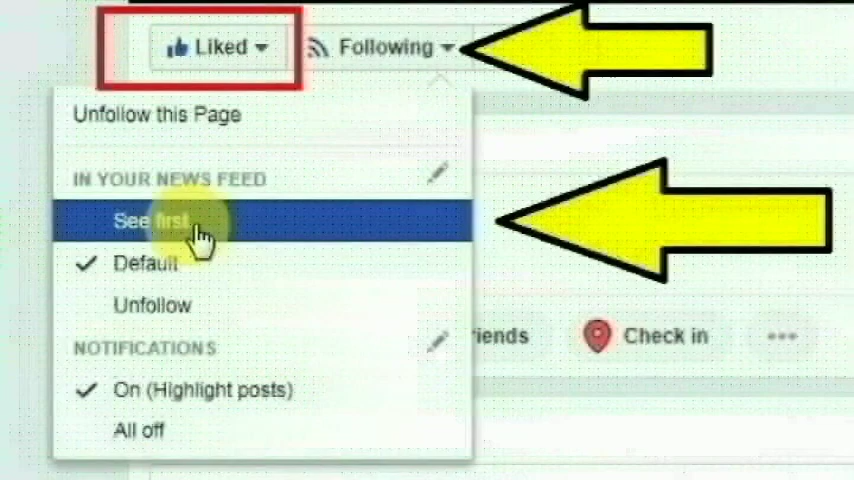 Liked Following
Unfollow this Page
IN YOUR NEWS FEED
See first
Default
Unfollow
riends Check in
NOTIFICATIONS
On (Highlight posts)
All off